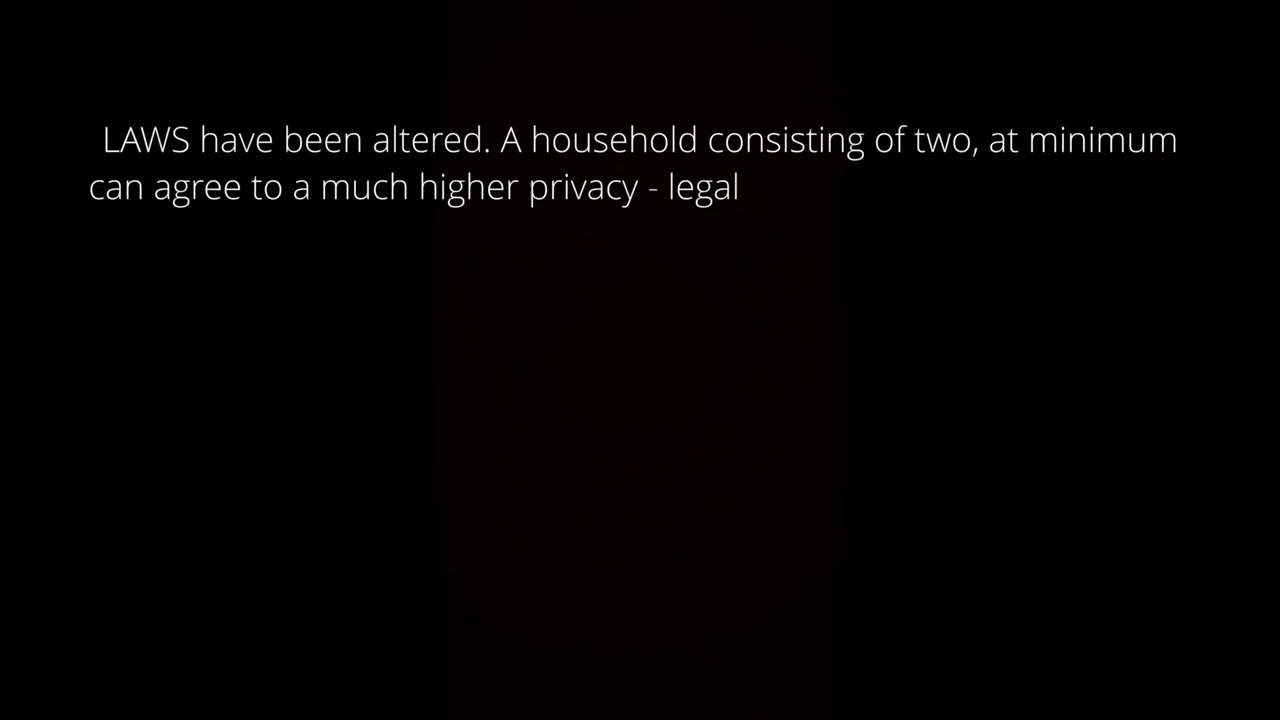 LAWS have been altered. A household consisting of two, at minimum
can agree to a much higher privacy - legal